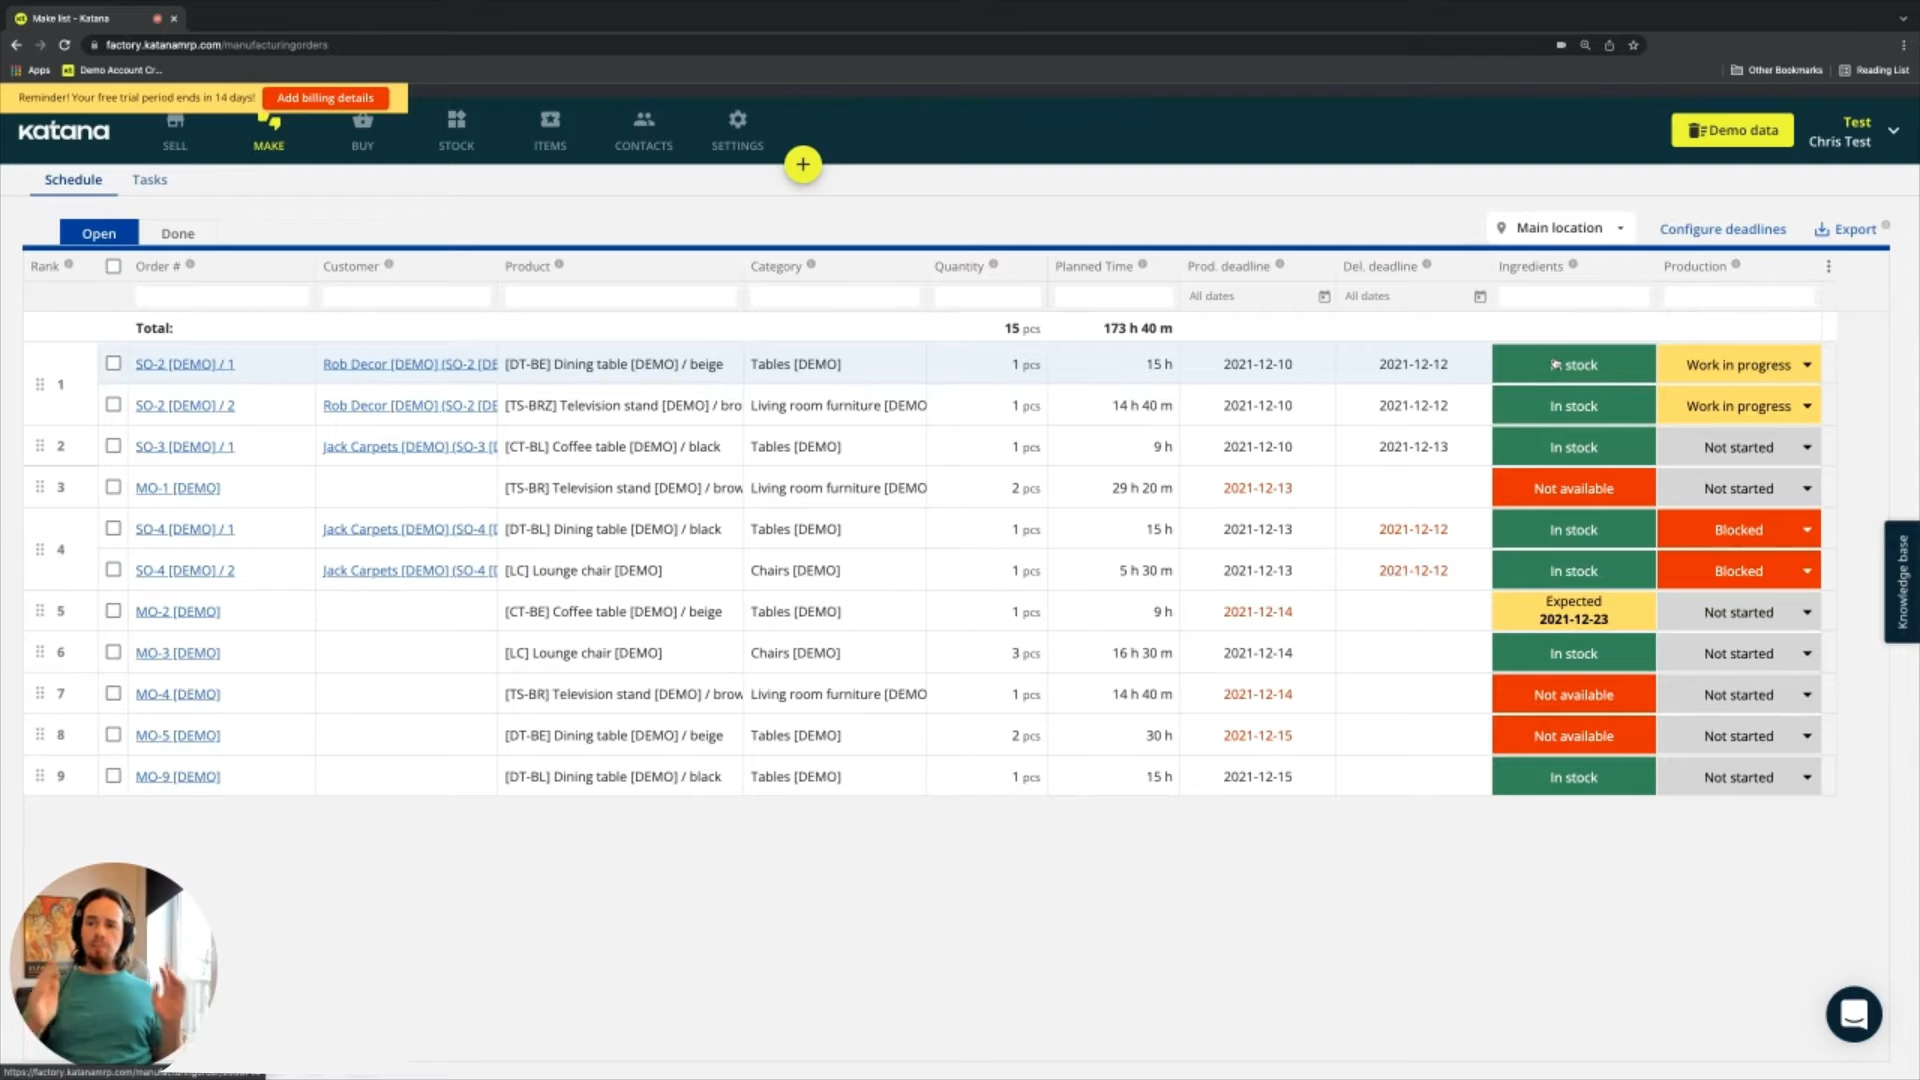 Make list - Katana
factory.katanamrp.com/manufacturingorders
Apps Demo Account Cr... Other Bookmarks Reading List
Reminder! Your free trial period ends in 14 days! Add billing details
katana SELL MAKE BUY STOCK ITEMS CONTACTS SETTINGS + Demo data Test
Chris Test
Schedule Tasks
Open Done Main location Configure deadlines Export
Rank Order # Customer Product Category Quantity Planned Time Prod. deadline Del. deadline Ingredients Production
All dates All dates
Total: 15 pcs 173 h 40 m
1 SO-2 [DEMO] / 1 Rob Decor [DEMO] (SO-2 [DE [DT-BE] Dining table [DEMO] / beige Tables [DEMO] 1 pcs 15 h 2021-12-10 2021-12-12 stock Work in progress
SO-2 [DEMO] / 2 Rob Decor [DEMO] (SO-2 [DE [TS-BRZ] Television stand [DEMO] / bro Living room furniture [DEMO 1 pcs 14 h 40 m 2021-12-10 2021-12-12 In stock Work in progress
2 SO-3 [DEMO] / 1 Jack Carpets [DEMO] (SO-3 [D [CT-BL] Coffee table [DEMO] / black Tables [DEMO] 1 pcs 9 h 2021-12-10 2021-12-13 In stock Not started
3 MO-1 [DEMO] [TS-BR] Television stand [DEMO] / brow Living room furniture [DEMO 2 pcs 29 h 20 m 2021-12-13 Not available Not started
4 SO-4 [DEMO] / 1 Jack Carpets [DEMO] (SO-4 [D [DT-BL] Dining table [DEMO] / black Tables [DEMO] 1 pcs 15 h 2021-12-13 2021-12-12 In stock Blocked
SO-4 [DEMO] / 2 Jack Carpets [DEMO] (SO-4 [D [LC] Lounge chair [DEMO] Chairs [DEMO] 1 pcs 5 h 30 m 2021-12-13 2021-12-12 In stock Blocked
5 MO-2 [DEMO] [CT-BE] Coffee table [DEMO] / beige Tables [DEMO] 1 pcs 9 h 2021-12-14 Expected 2021-12-23 Not started
6 MO-3 [DEMO] [LC] Lounge chair [DEMO] Chairs [DEMO] 3 pcs 16 h 30 m 2021-12-14 In stock Not started
7 MO-4 [DEMO] [TS-BR] Television stand [DEMO] / brow Living room furniture [DEMO 1 pcs 14 h 40 m 2021-12-14 Not available Not started
8 MO-5 [DEMO] [DT-BE] Dining table [DEMO] / beige Tables [DEMO] 2 pcs 30 h 2021-12-15 Not available Not started
9 MO-9 [DEMO] [DT-BL] Dining table [DEMO] / black Tables [DEMO] 1 pcs 15 h 2021-12-15 In stock Not started
Knowledge base